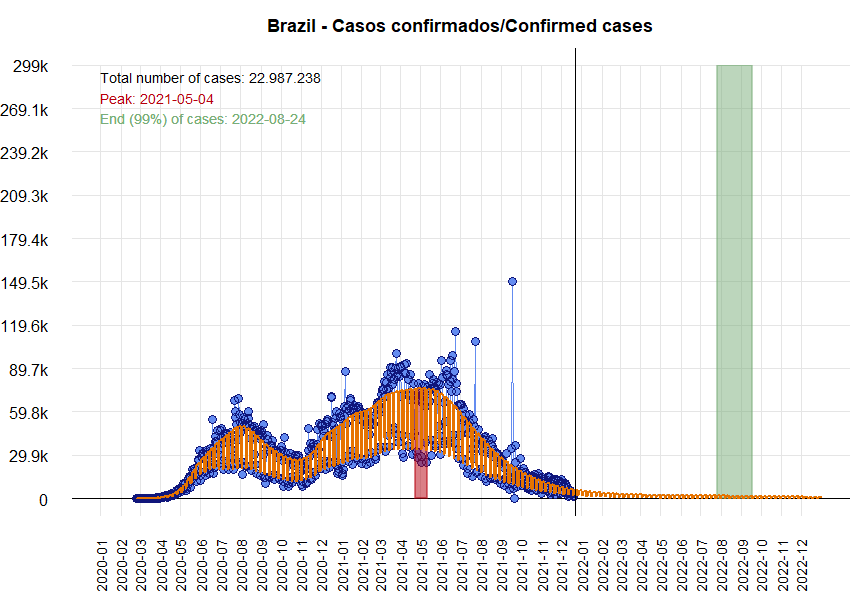 Brazil - Casos confirmados/Confirmed cases
Total number of cases: 22.987.238
Peak: 2021-05-04
End (99%) of cases: 2022-08-24
299k
269.1k
239.2k
209.3k
179.4k
149.5k
119.6k
89.7k
59.8k
29.9k
0
2020-01
2020-02
2020-03
2020-04
2020-05
2020-06
2020-07
2020-08
2020-09
2020-10
2020-11
2020-12
2021-01
2021-02
2021-03
2021-04
2021-05
2021-06
2021-07
2021-08
2021-09
2021-10
2021-11
2021-12
2022-01
2022-02
2022-03
2022-04
2022-05
2022-06
2022-07
2022-08
2022-09
2022-10
2022-11
2022-12